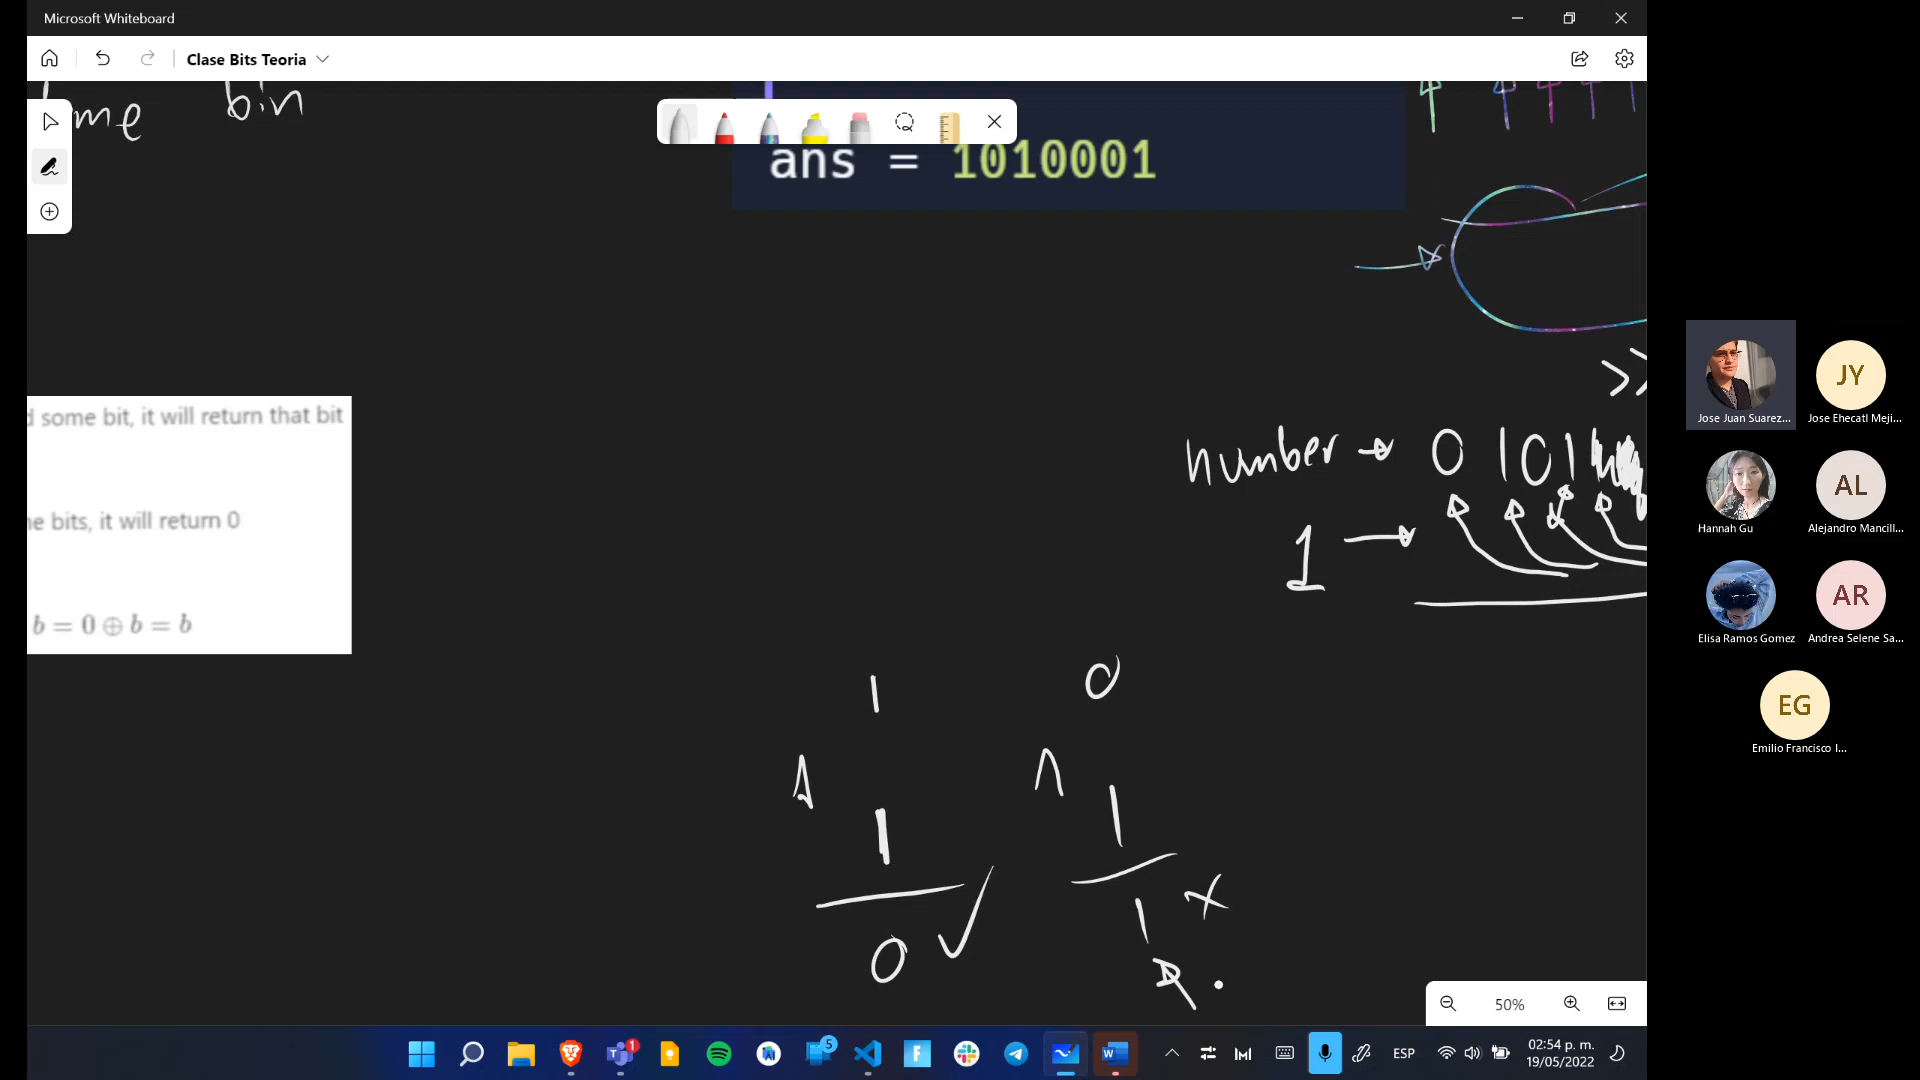 Microsoft Whiteboard
Clase Bits Teoria
me bin
ans = 1010001
d some bit, it will return that bit
e bits, it will return 0
b = 0 ⊕ b = b
>>
number → 0 1 0 1
1 →
1 0
^ ^
1 1
0 1 x
50%
Jose Juan Suarez...
JY
Jose Ehecatl Meji...
Hannah Gu
AL
Alejandro Mancill...
Elisa Ramos Gomez
AR
Andrea Selene Sa...
EG
Emilio Francisco I...
1
5
ESP
02:54 p. m.
19/05/2022